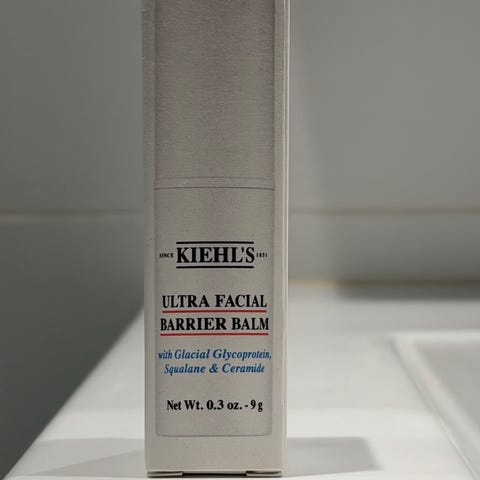 SINCE KIEHL'S 1851
ULTRA FACIAL
BARRIER BALM
with Glacial Glycoprotein,
Squalane & Ceramide
Net Wt. 0.3 oz. - 9 g